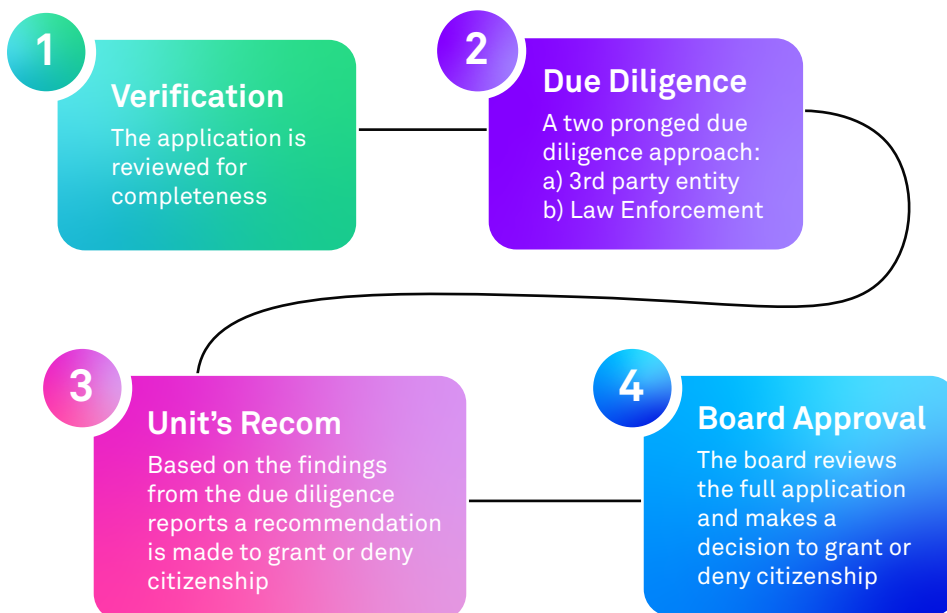 1
Verification
The application is
reviewed for
completeness
2
Due Diligence
A two pronged due
diligence approach:
a) 3rd party entity
b) Law Enforcement
3
Unit’s Recom
Based on the findings
from the due diligence
reports a recommendation
is made to grant or deny
citizenship
4
Board Approval
The board reviews
the full application
and makes a
decision to grant or
deny citizenship